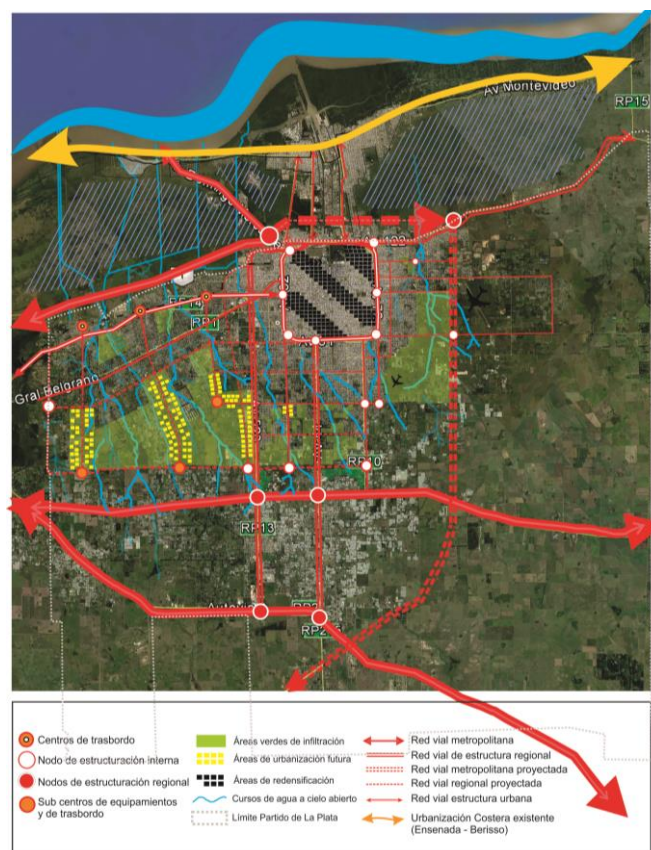 Av Montevideo
RP15
RP1
Gral Belgrano
RP10
RP13
Autovia
RP2
Centros de trasbordo
Nodo de estructuración interna
Nodos de estructuración regional
Sub centros de equipamientos
y de trasbordo
Áreas verdes de infiltración
Áreas de urbanización futura
Áreas de redensificación
Cursos de agua a cielo abierto
Límite Partido de La Plata
Red vial metropolitana
Red vial de estructura regional
Red vial metropolitana proyectada
Red vial regional proyectada
Red vial estructura urbana
Urbanización Costera existente
(Ensenada - Berisso)